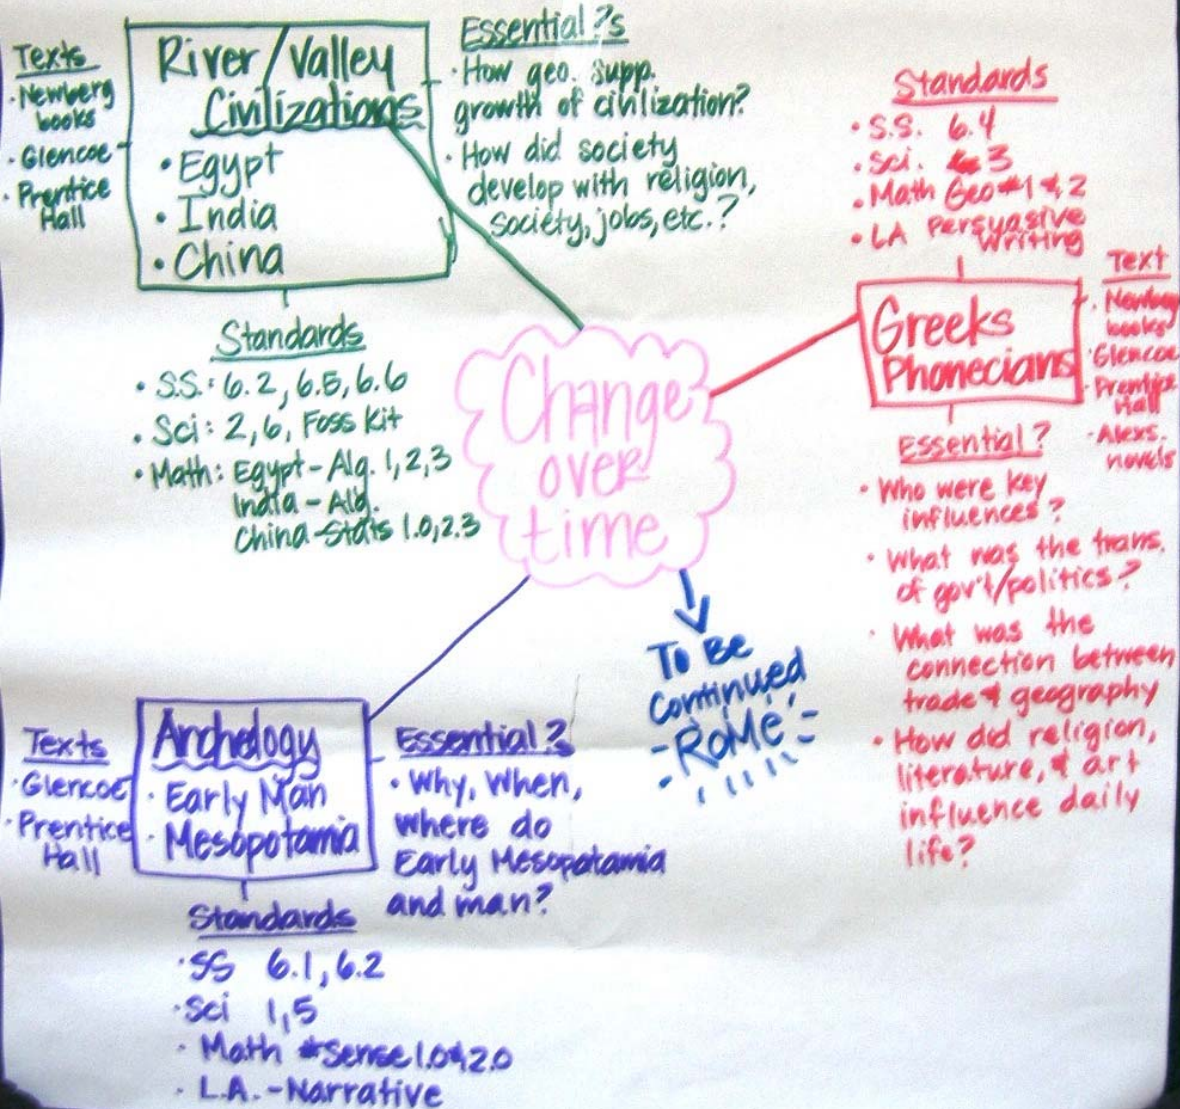 Texts
· Newberg
books
· Glencoe
· Prentice
Hall
River/Valley
Civilizations
• Egypt
• India
• China
Essential ?s
· How geo. supp.
growth of civilization?
· How did society
develop with religion,
society, jobs, etc.?
Standards
• S.S.: 6.2, 6.5, 6.6
• Sci: 2, 6, Foss Kit
• Math: Egypt - Alg. 1, 2, 3
India - Alg.
China - Stats 1.0, 2.3
Change
over
time
Standards
• S.S. 6.4
• Sci. 3
• Math Geo #1 & 2
• LA Persuasive
Writing
Greeks
Phonecians
Text
· Newberg
books
· Glencoe
· Prentice
Hall
· Alexs.
novels
Essential ?
• Who were key
influences?
• What was the trans.
of gov't/politics?
• What was the
connection between
trade & geography
• How did religion,
literature, & art
influence daily
life?
To Be
Continued
- ROME -
Texts
· Glencoe
· Prentice
Hall
Archelogy
· Early Man
· Mesopotamia
Essential ?
• Why, When,
where do
Early Mesopotamia
and man?
Standards
· SS 6.1, 6.2
· Sci 1, 5
· Math # Sense 1.0 & 2.0
· L.A. - Narrative